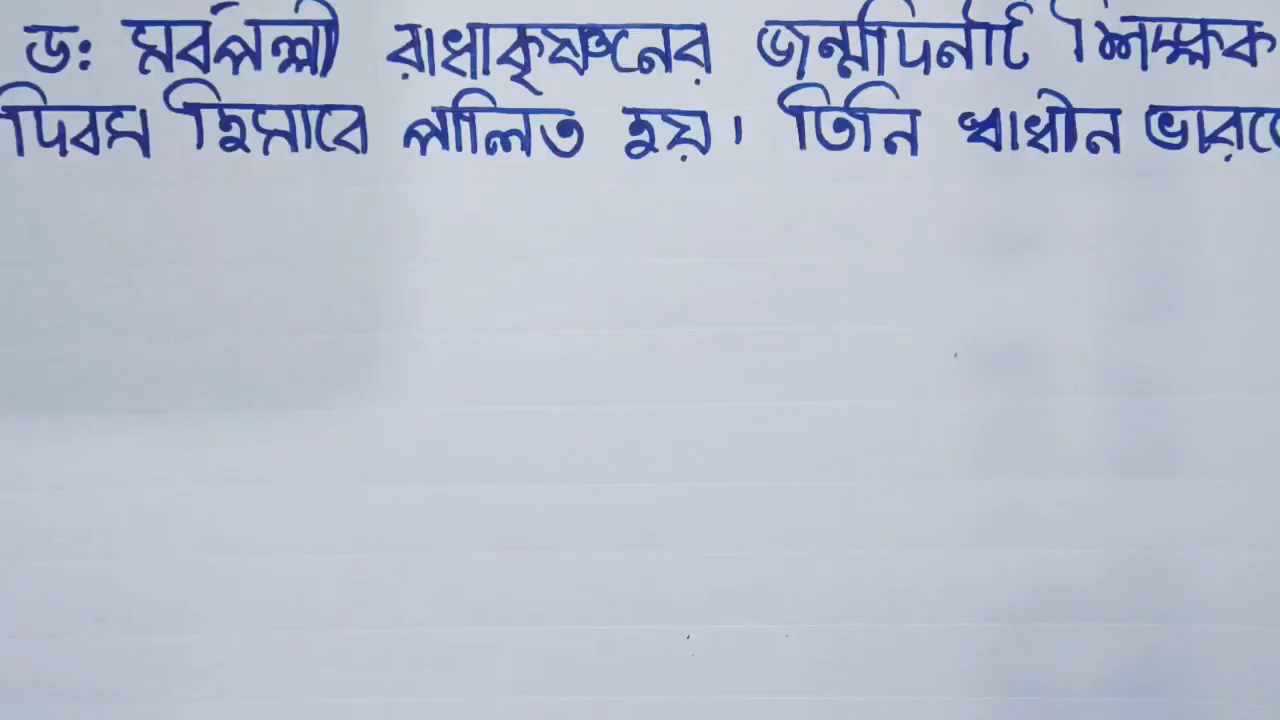 ডঃ সর্বপল্লী রাধাকৃষ্ণনের জন্মদিনটি শিক্ষক
দিবস হিসাবে পালিত হয়। তিনি স্বাধীন ভারতে